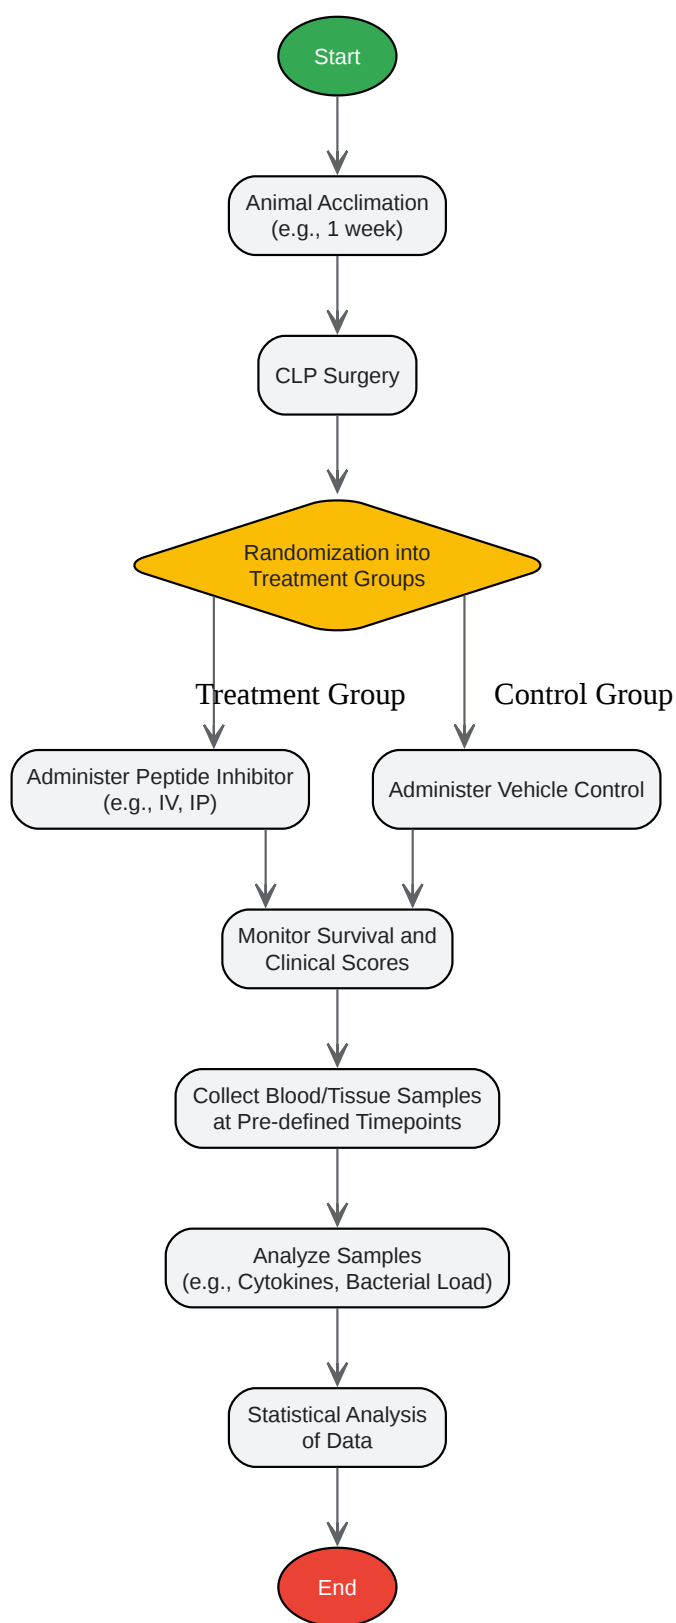 Start
Animal Acclimation
(e.g., 1 week)
CLP Surgery
Randomization into
Treatment Groups
Treatment Group
Control Group
Administer Peptide Inhibitor
(e.g., IV, IP)
Administer Vehicle Control
Monitor Survival and
Clinical Scores
Collect Blood/Tissue Samples
at Pre-defined Timepoints
Analyze Samples
(e.g., Cytokines, Bacterial Load)
Statistical Analysis
of Data
End